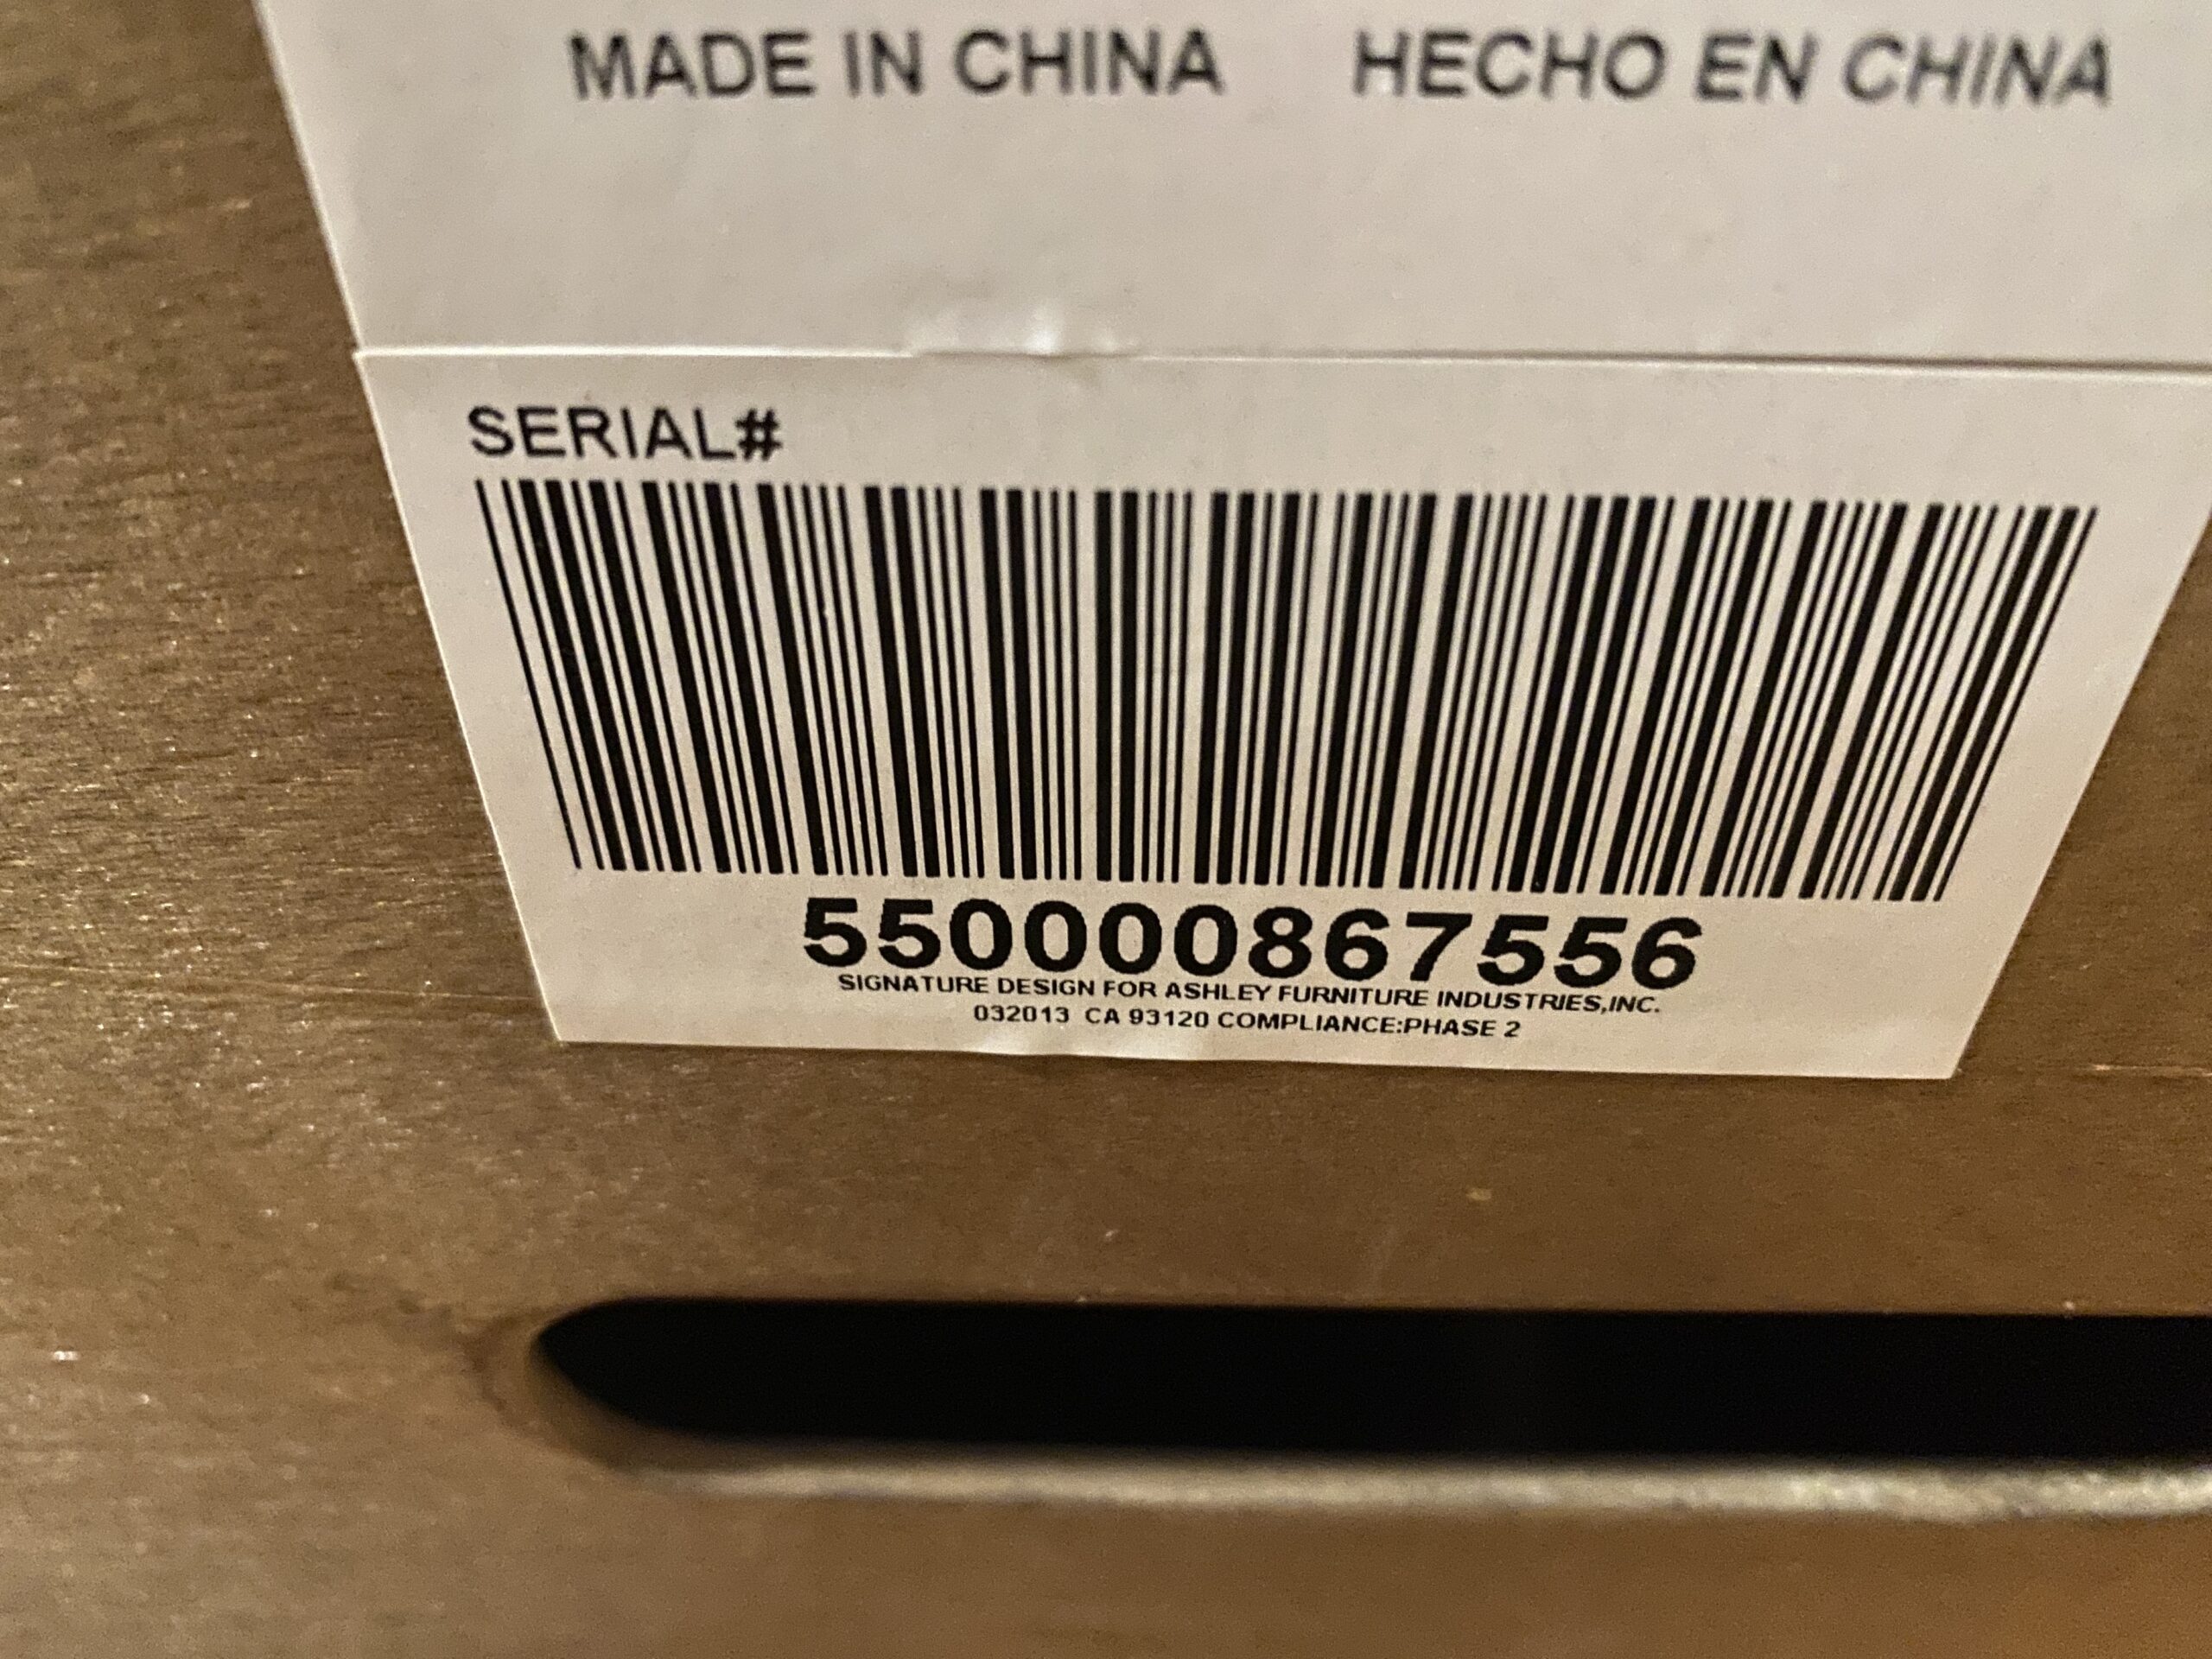 MADE IN CHINA HECHO EN CHINA
SERIAL#
550000867556
SIGNATURE DESIGN FOR ASHLEY FURNITURE INDUSTRIES,INC.
032013 CA 93120 COMPLIANCE:PHASE 2